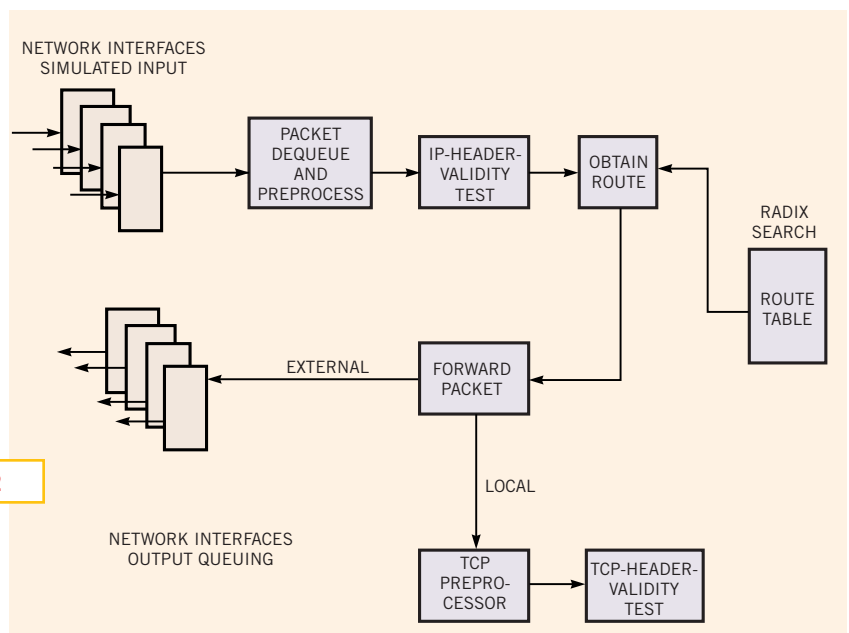 NETWORK INTERFACES
SIMULATED INPUT
PACKET
DEQUEUE
AND
PREPROCESS
IP-HEADER-
VALIDITY
TEST
OBTAIN
ROUTE
RADIX
SEARCH
ROUTE
TABLE
EXTERNAL
FORWARD
PACKET
LOCAL
NETWORK INTERFACES
OUTPUT QUEUING
TCP
PREPRO-
CESSOR
TCP-HEADER-
VALIDITY
TEST